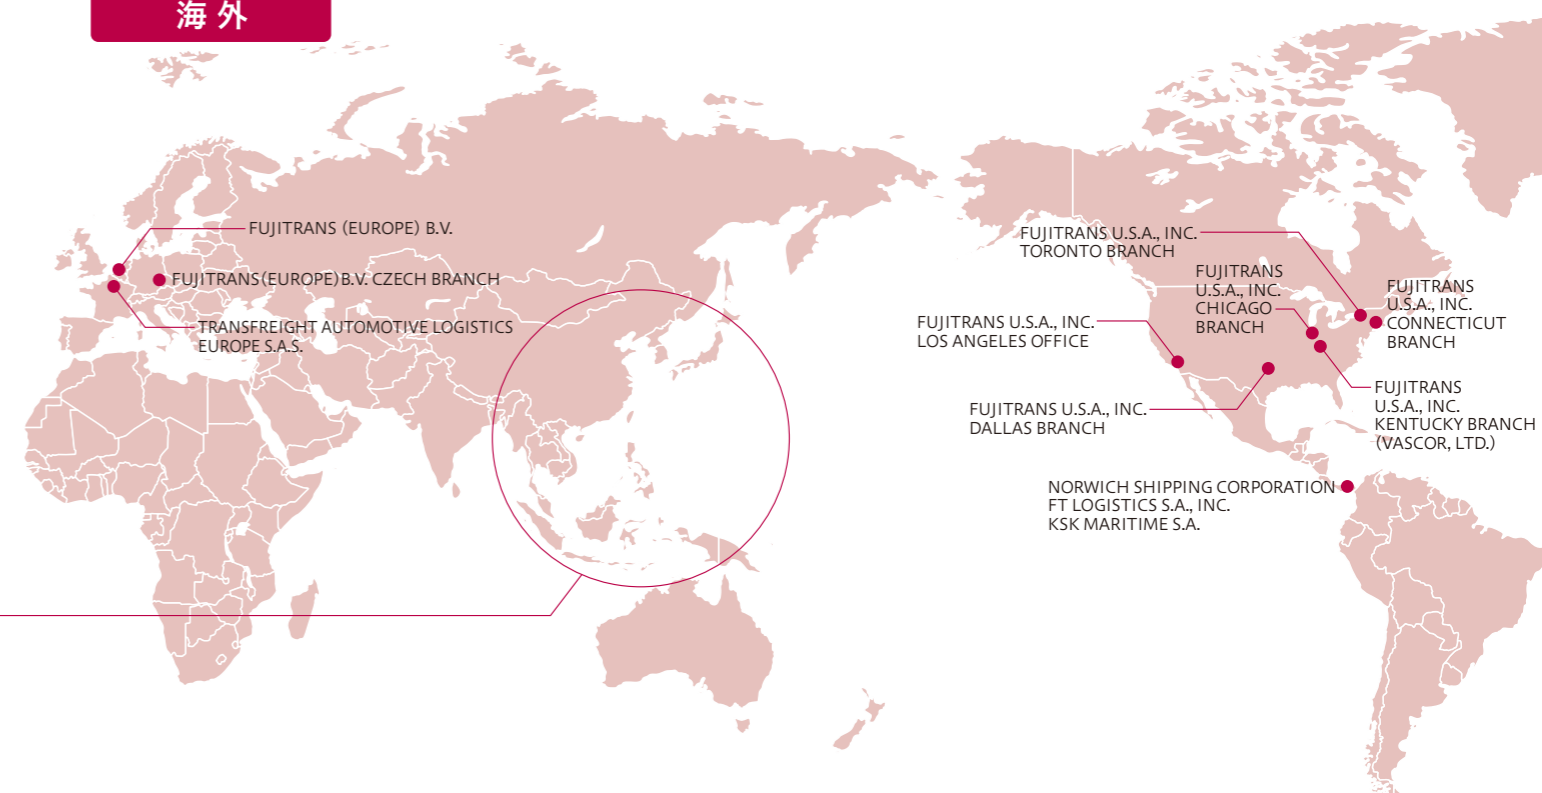 海外
FUJITRANS (EUROPE) B.V.
FUJITRANS(EUROPE)B.V. CZECH BRANCH
TRANSFREIGHT AUTOMOTIVE LOGISTICS
EUROPE S.A.S.
FUJITRANS U.S.A., INC.
TORONTO BRANCH
FUJITRANS
U.S.A., INC.
CHICAGO
BRANCH
FUJITRANS
U.S.A., INC.
CONNECTICUT
BRANCH
FUJITRANS U.S.A., INC.
LOS ANGELES OFFICE
FUJITRANS U.S.A., INC.
DALLAS BRANCH
FUJITRANS
U.S.A., INC.
KENTUCKY BRANCH
(VASCOR, LTD.)
NORWICH SHIPPING CORPORATION
FT LOGISTICS S.A., INC.
KSK MARITIME S.A.